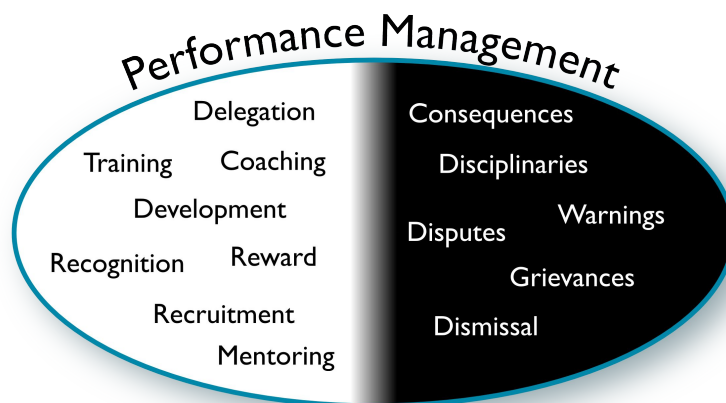 Performance Management
Delegation
Training Coaching
Development
Recognition Reward
Recruitment
Mentoring
Consequences
Disciplinaries
Warnings
Disputes
Grievances
Dismissal